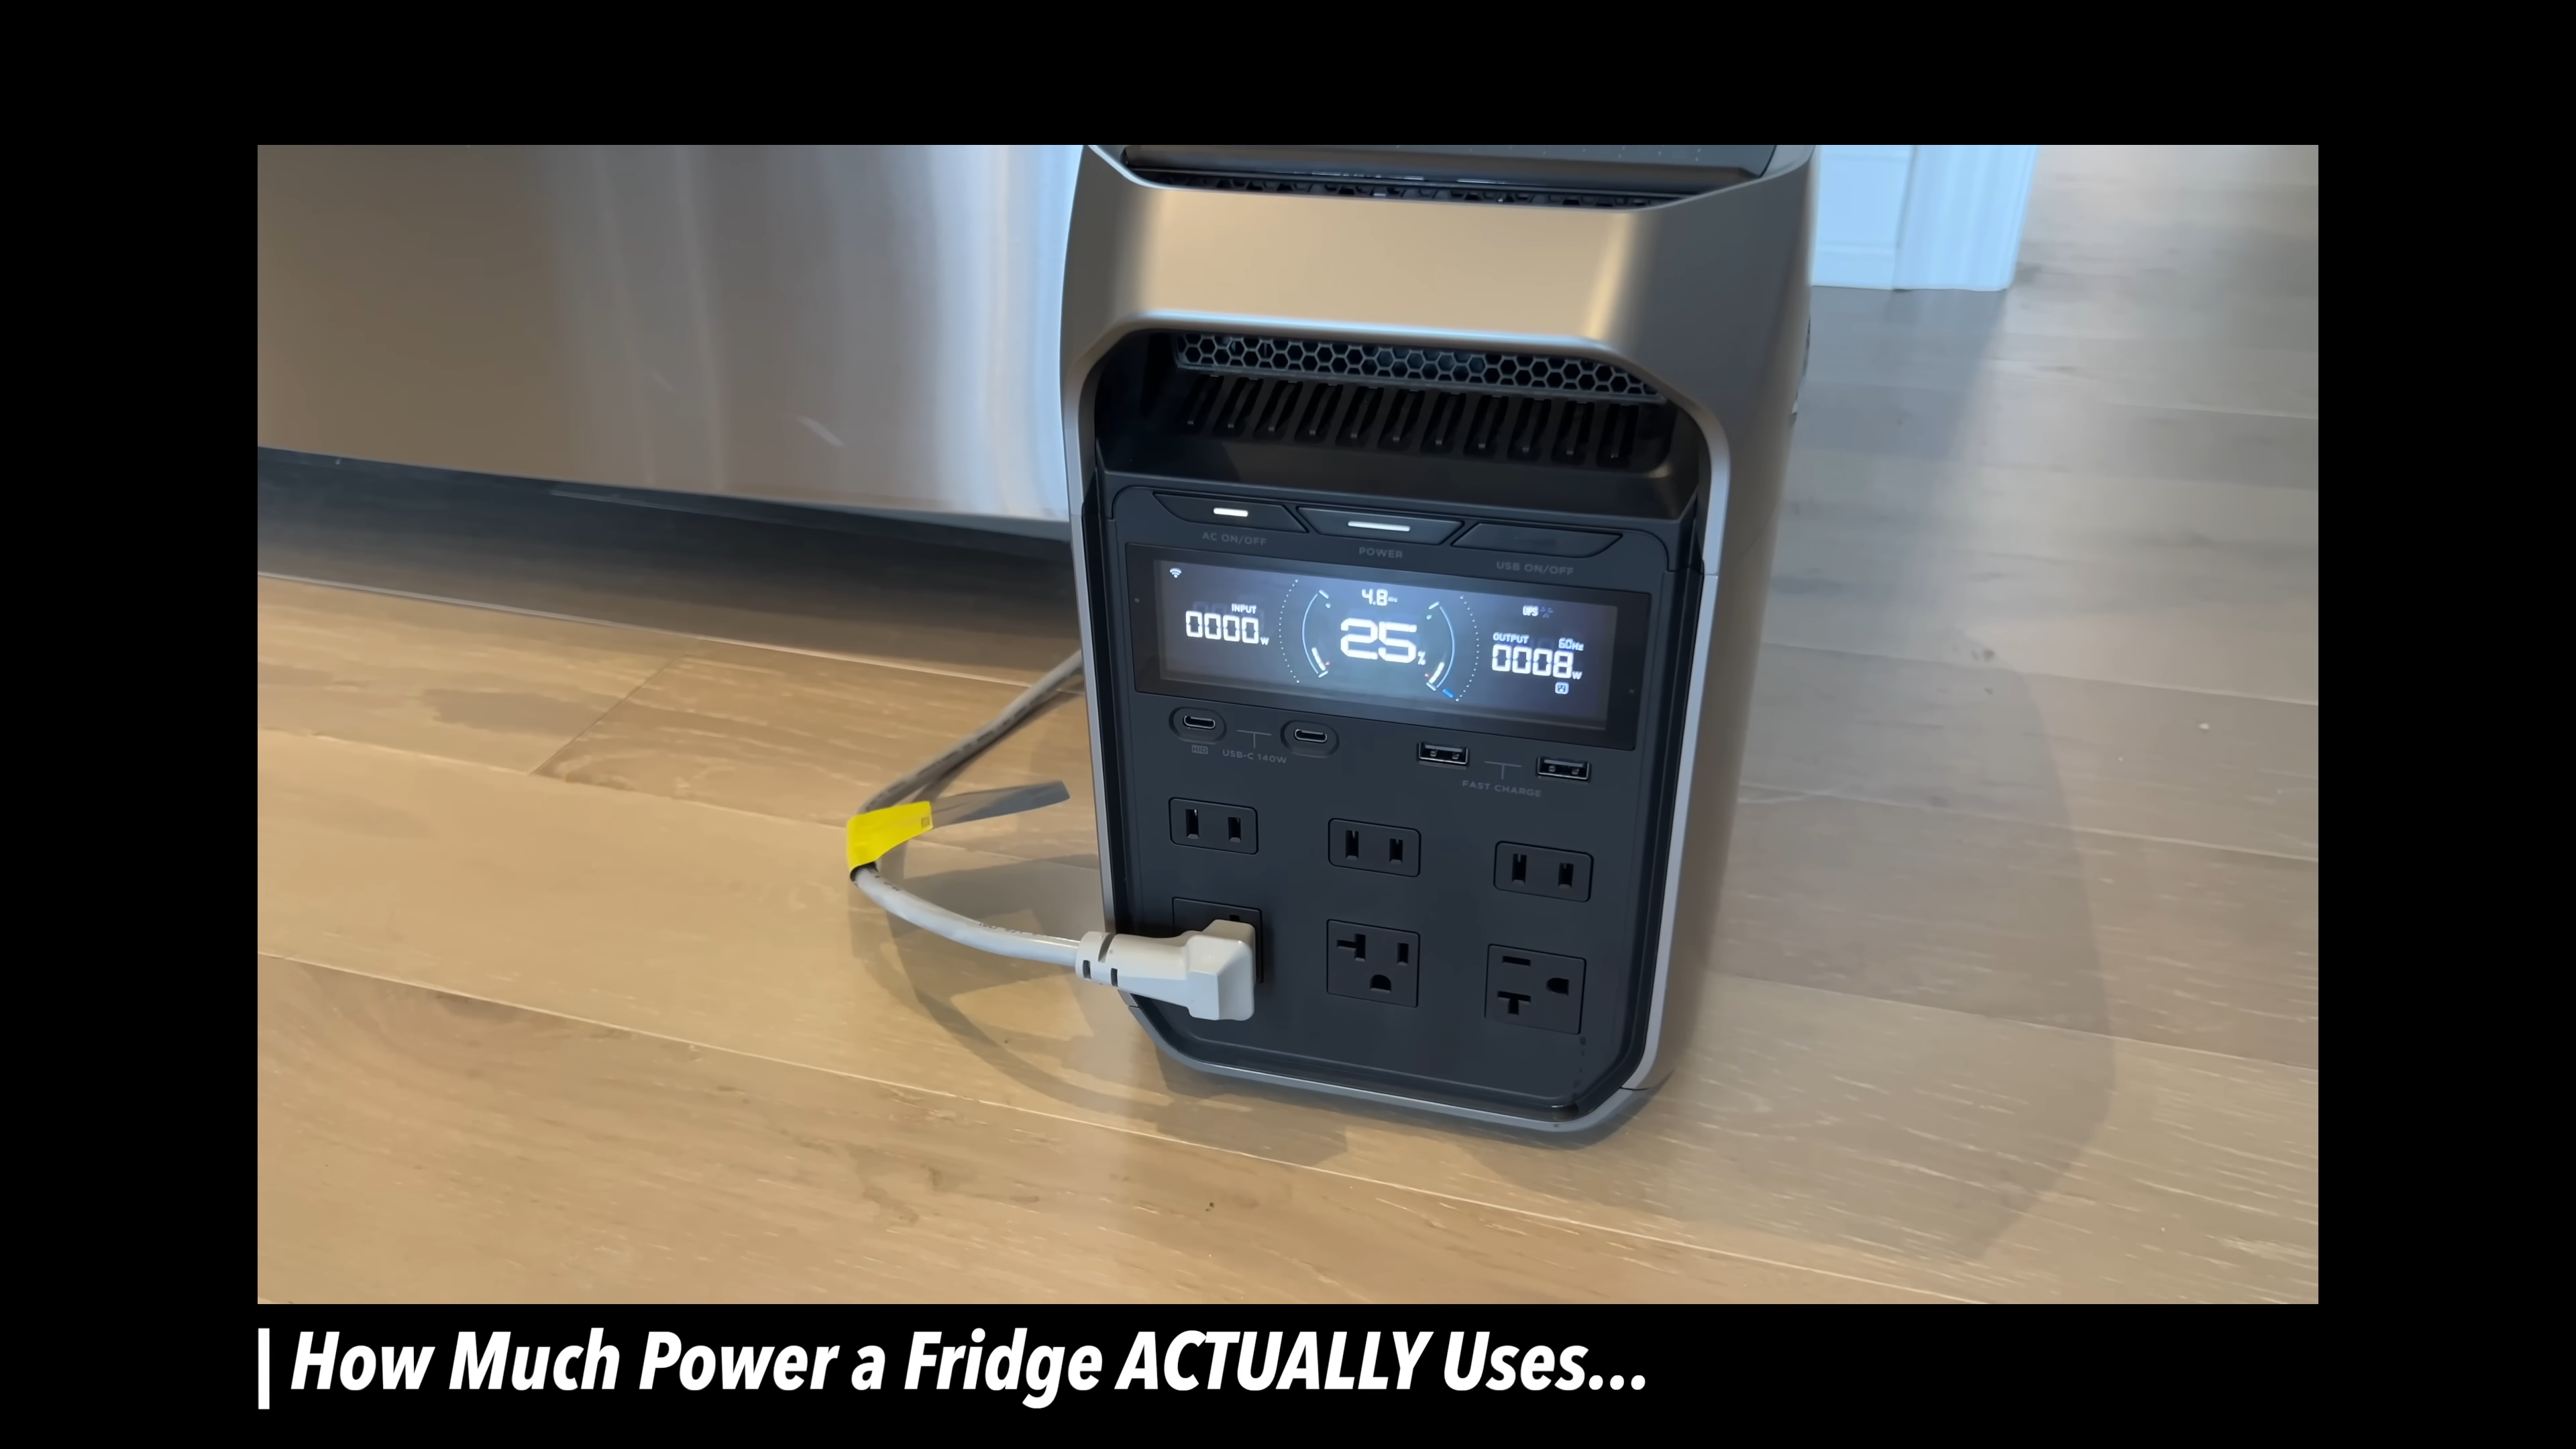 AC ON/OFF
POWER
USB ON/OFF
INPUT
0000W
4.8
25%
UPS
OUTPUT 60Hz
0008W
USB-C 140W
FAST CHARGE
| How Much Power a Fridge ACTUALLY Uses...